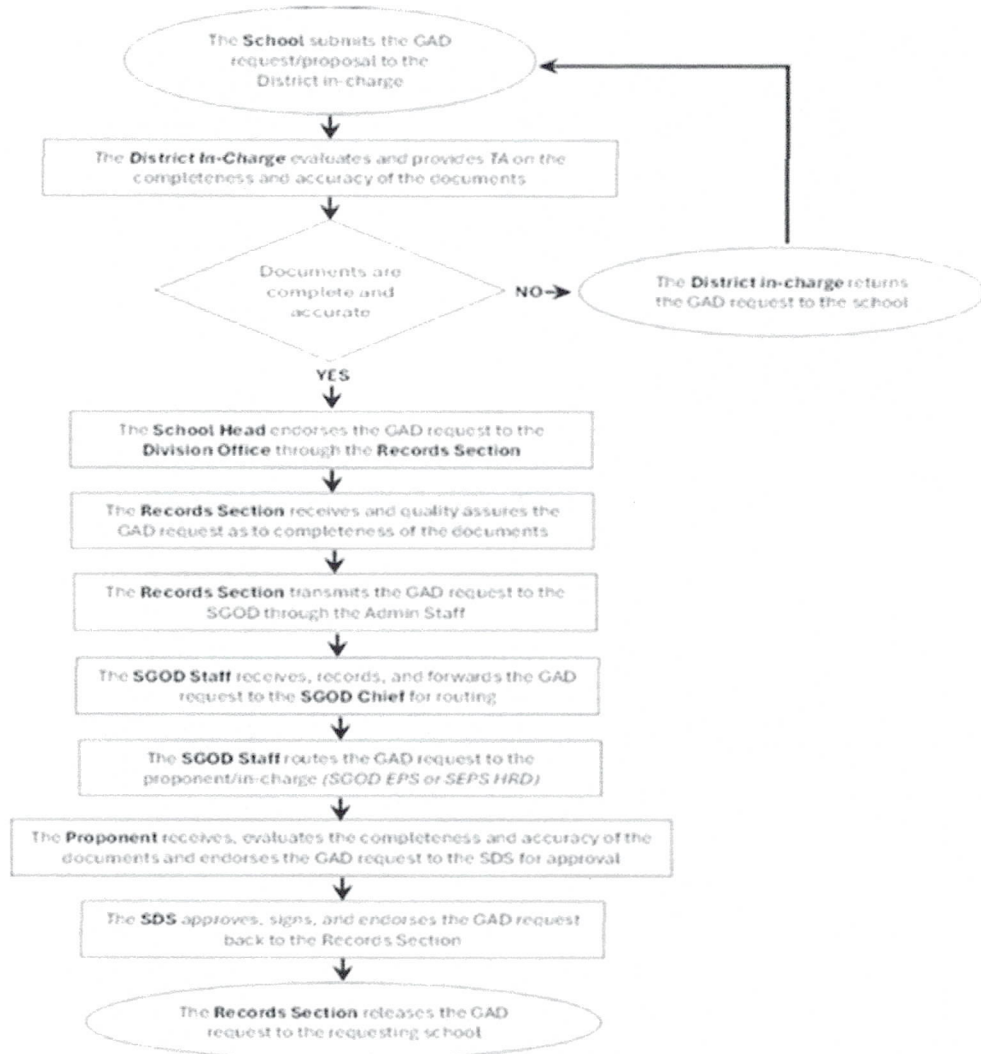 The School submits the GAD
request/proposal to the
District in-charge
The District In-Charge evaluates and provides TA on the
completeness and accuracy of the documents
Documents are
complete and
accurate
NO
The District in-charge returns
the GAD request to the school
YES
The School Head endorses the GAD request to the
Division Office through the Records Section
The Records Section receives and quality assures the
GAD request as to completeness of the documents
The Records Section transmits the GAD request to the
SGOD through the Admin Staff
The SGOD Staff receives, records, and forwards the GAD
request to the SGOD Chief for routing
The SGOD Staff routes the GAD request to the
proponent/in-charge (SGOD EPS or SEPS HRD)
The Proponent receives, evaluates the completeness and accuracy of the
documents and endorses the GAD request to the SDS for approval
The SDS approves, signs, and endorses the GAD request
back to the Records Section
The Records Section releases the GAD
request to the requesting school